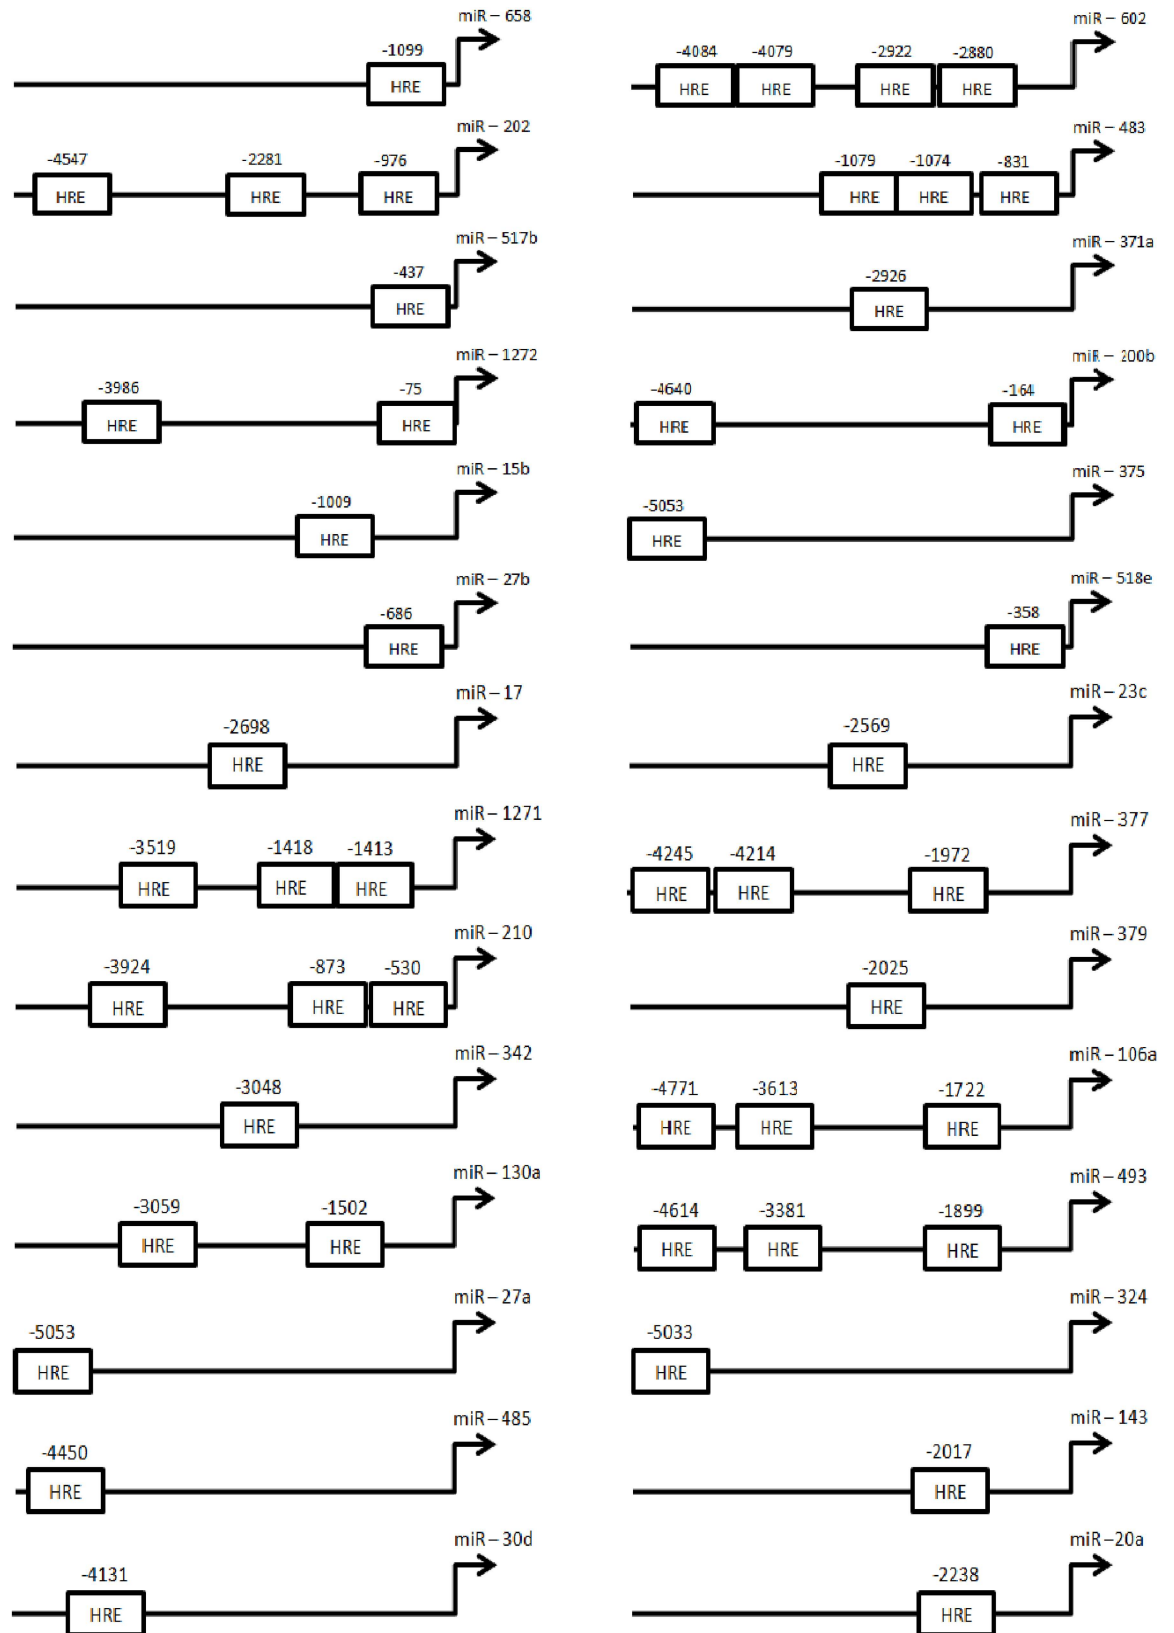 miR-658
-1099
HRE
miR-602
-4084 -4079 -2922 -2880
HRE HRE HRE HRE
miR-202
-4547 -2281 -976
HRE HRE HRE
miR-483
-1079 -1074 -831
HRE HRE HRE
miR-517b
-437
HRE
miR-371a
-2926
HRE
miR-1272
-3986 -75
HRE HRE
miR-200b
-4640 -164
HRE HRE
miR-15b
-1009
HRE
miR-375
-5053
HRE
miR-27b
-686
HRE
miR-518e
-358
HRE
miR-17
-2698
HRE
miR-23c
-2569
HRE
miR-1271
-3519 -1418 -1413
HRE HRE HRE
miR-377
-4245 -4214 -1972
HRE HRE HRE
miR-210
-3924 -873 -530
HRE HRE HRE
miR-379
-2025
HRE
miR-342
-3048
HRE
miR-106a
-4771 -3613 -1722
HRE HRE HRE
miR-130a
-3059 -1502
HRE HRE
miR-493
-4614 -3381 -1899
HRE HRE HRE
miR-27a
-5053
HRE
miR-324
-5033
HRE
miR-485
-4450
HRE
miR-143
-2017
HRE
miR-30d
-4131
HRE
miR-20a
-2238
HRE